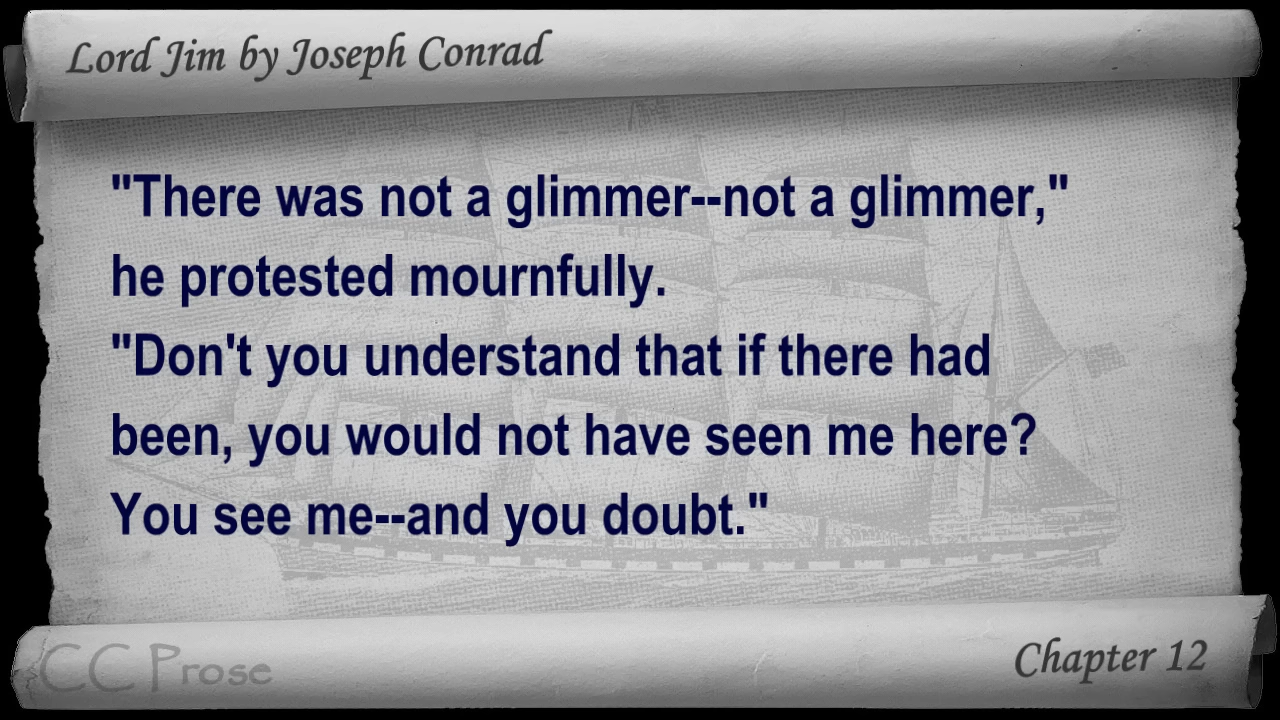 Lord Jim by Joseph Conrad
"There was not a glimmer--not a glimmer,"
he protested mournfully.
"Don't you understand that if there had
been, you would not have seen me here?
You see me--and you doubt."
CC Prose
Chapter 12